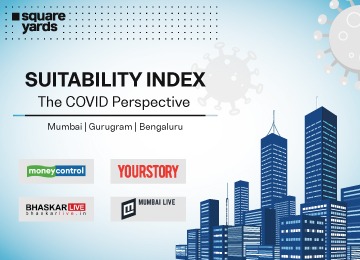 square
yards
SUITABILITY INDEX
The COVID Perspective
Mumbai | Gurugram | Bengaluru
moneycontrol
YOURSTORY
BHASKAR LIVE
bhaskarlive.in
MUMBAI LIVE